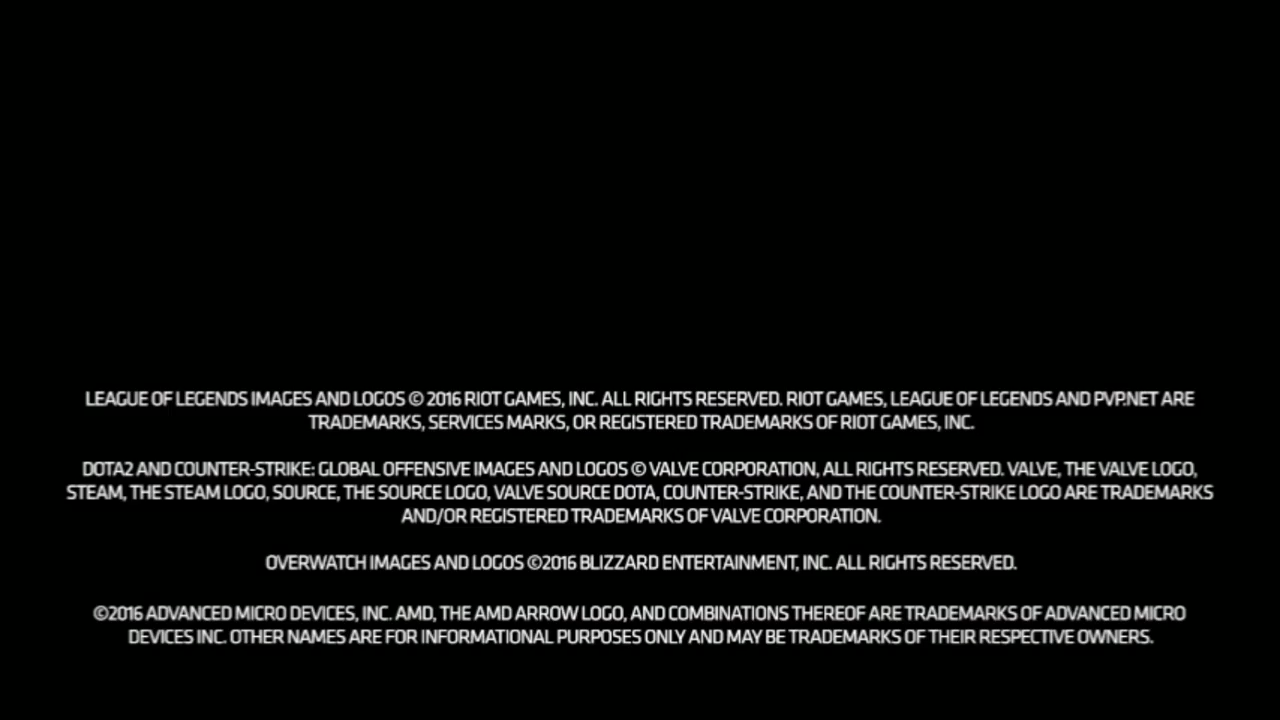 LEAGUE OF LEGENDS IMAGES AND LOGOS © 2016 RIOT GAMES, INC. ALL RIGHTS RESERVED. RIOT GAMES, LEAGUE OF LEGENDS AND PVP.NET ARE
TRADEMARKS, SERVICES MARKS, OR REGISTERED TRADEMARKS OF RIOT GAMES, INC.
DOTA2 AND COUNTER-STRIKE: GLOBAL OFFENSIVE IMAGES AND LOGOS © VALVE CORPORATION, ALL RIGHTS RESERVED. VALVE, THE VALVE LOGO,
STEAM, THE STEAM LOGO, SOURCE, THE SOURCE LOGO, VALVE SOURCE DOTA, COUNTER-STRIKE, AND THE COUNTER-STRIKE LOGO ARE TRADEMARKS
AND/OR REGISTERED TRADEMARKS OF VALVE CORPORATION.
OVERWATCH IMAGES AND LOGOS ©2016 BLIZZARD ENTERTAINMENT, INC. ALL RIGHTS RESERVED.
©2016 ADVANCED MICRO DEVICES, INC. AMD, THE AMD ARROW LOGO, AND COMBINATIONS THEREOF ARE TRADEMARKS OF ADVANCED MICRO
DEVICES INC. OTHER NAMES ARE FOR INFORMATIONAL PURPOSES ONLY AND MAY BE TRADEMARKS OF THEIR RESPECTIVE OWNERS.